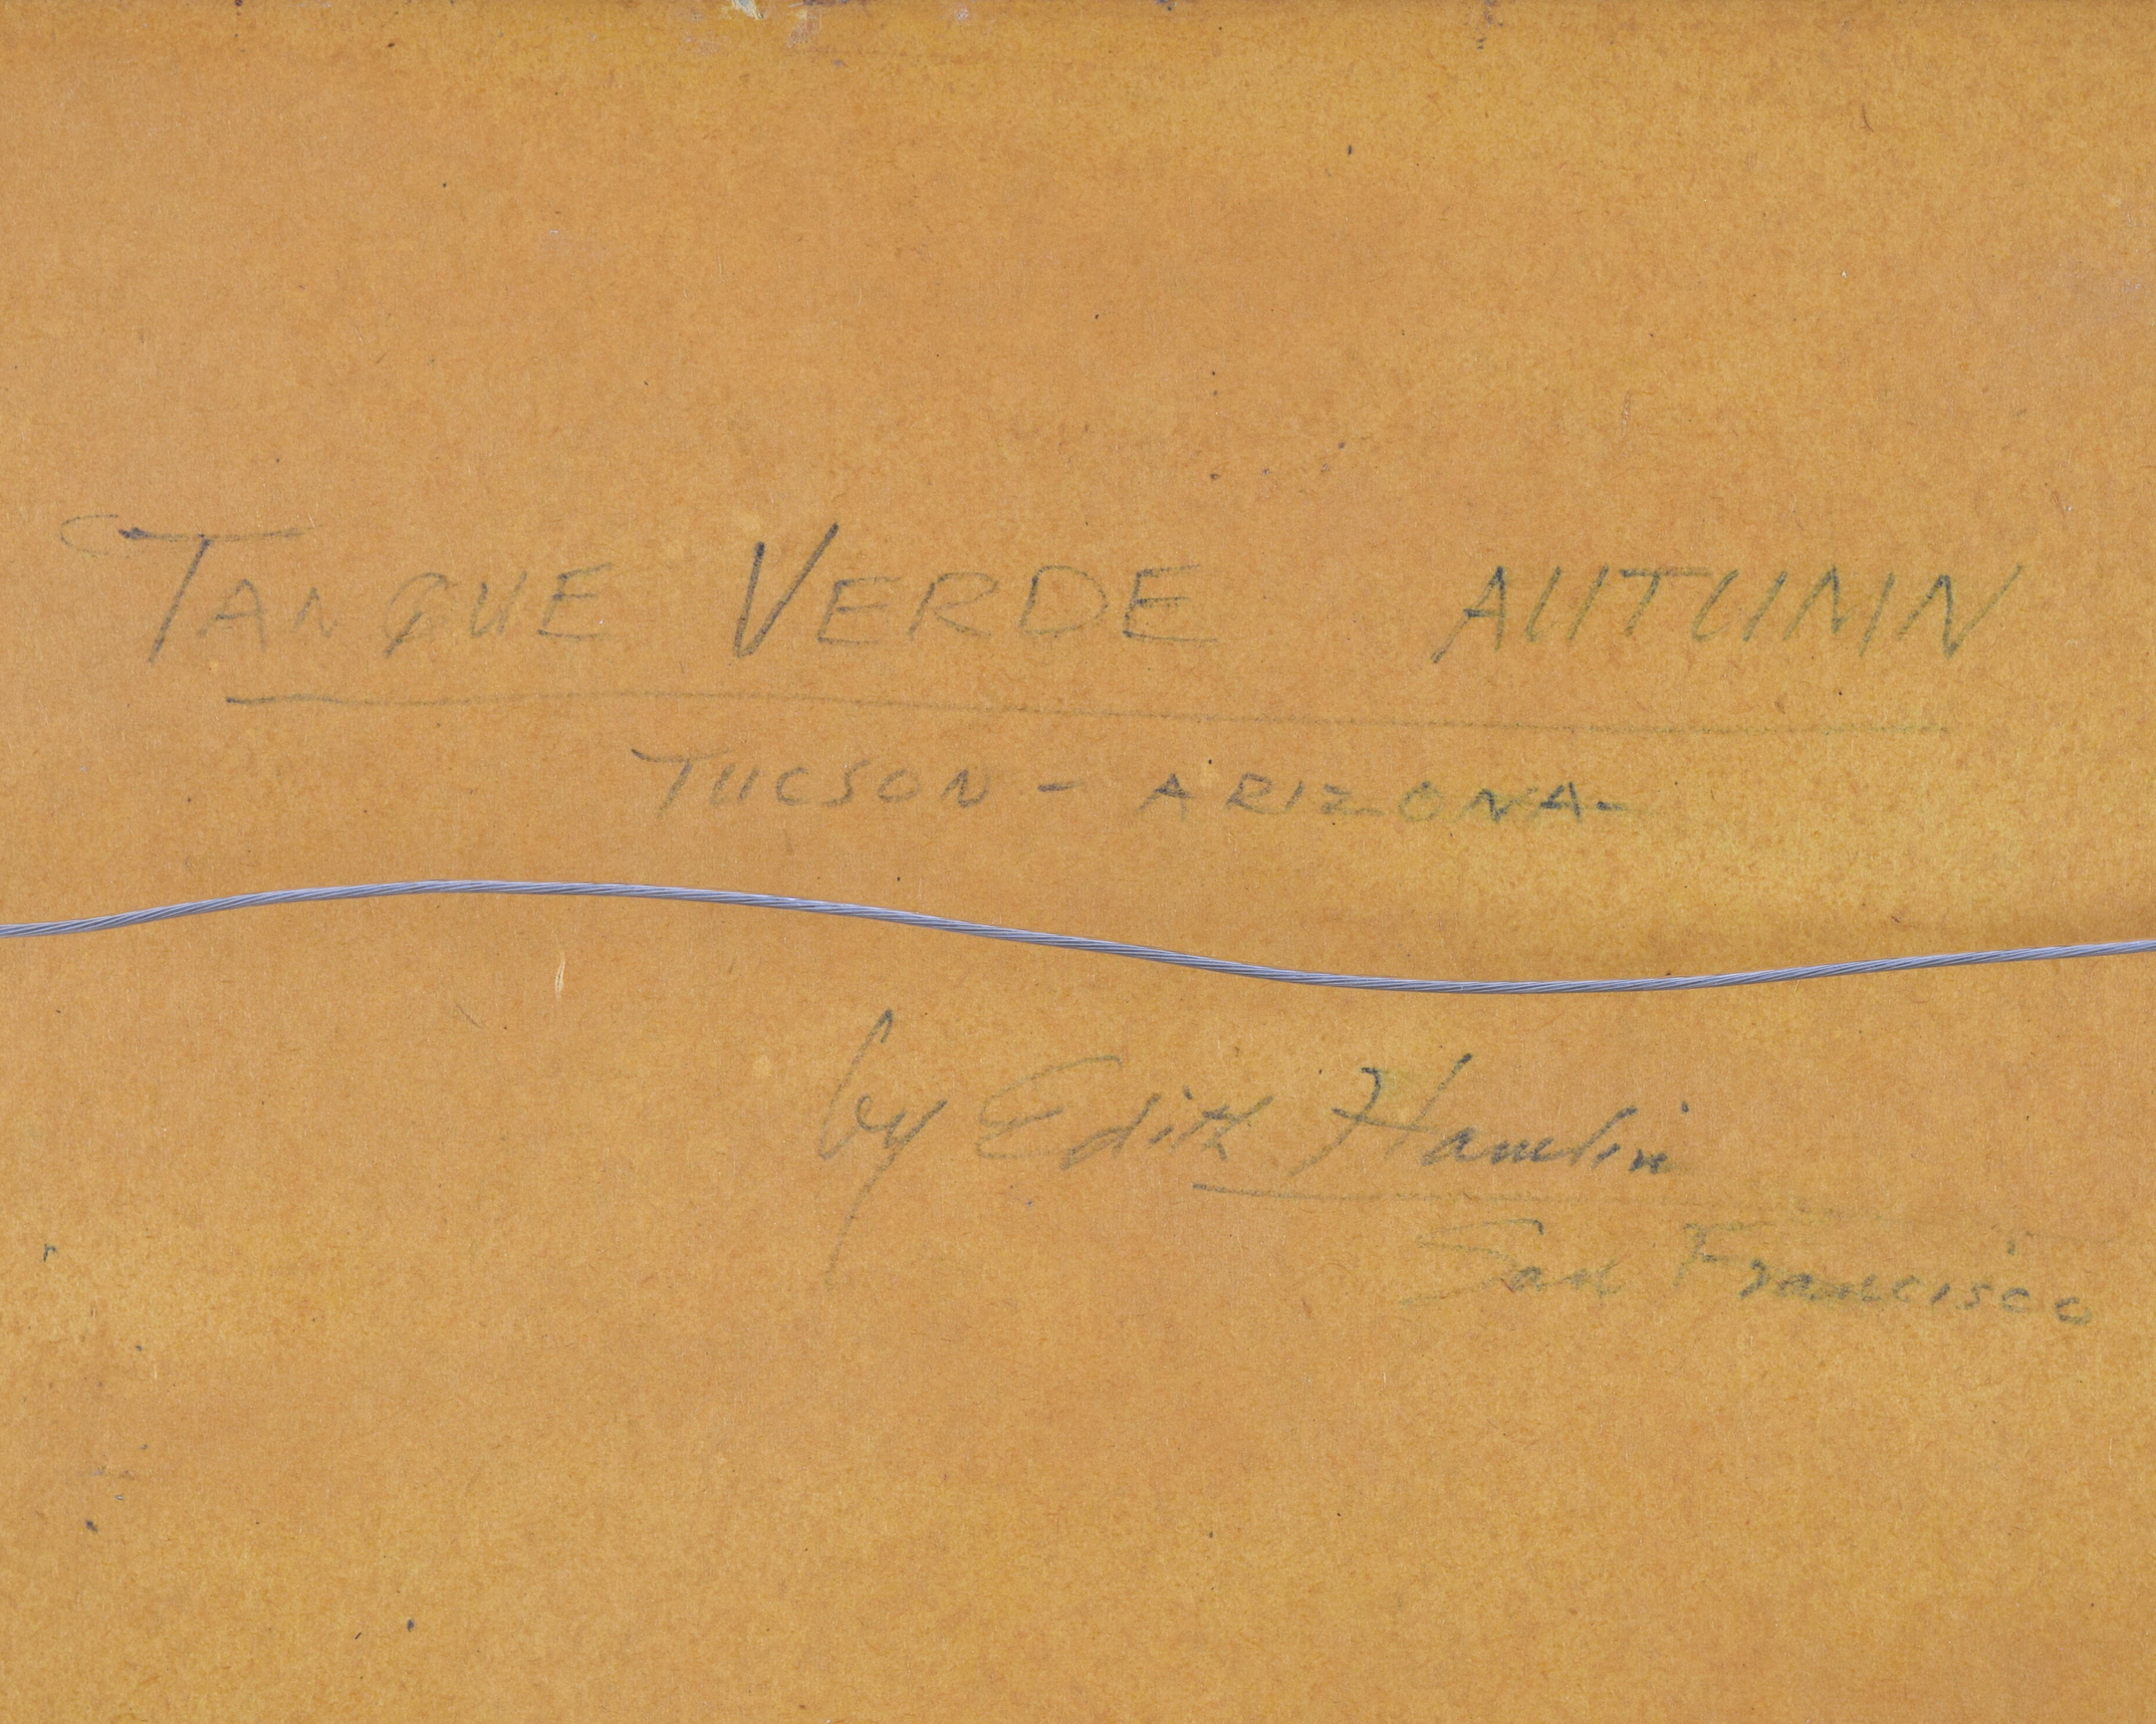 TANQUE VERDE AUTUMN
TUCSON - ARIZONA-
by Edith Hamlin
San Francisco